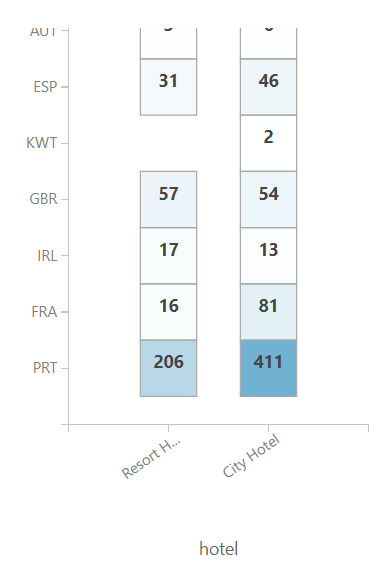 AUT
ESP 31 46
KWT 2
GBR 57 54
IRL 17 13
FRA 16 81
PRT 206 411
Resort H... City Hotel
hotel